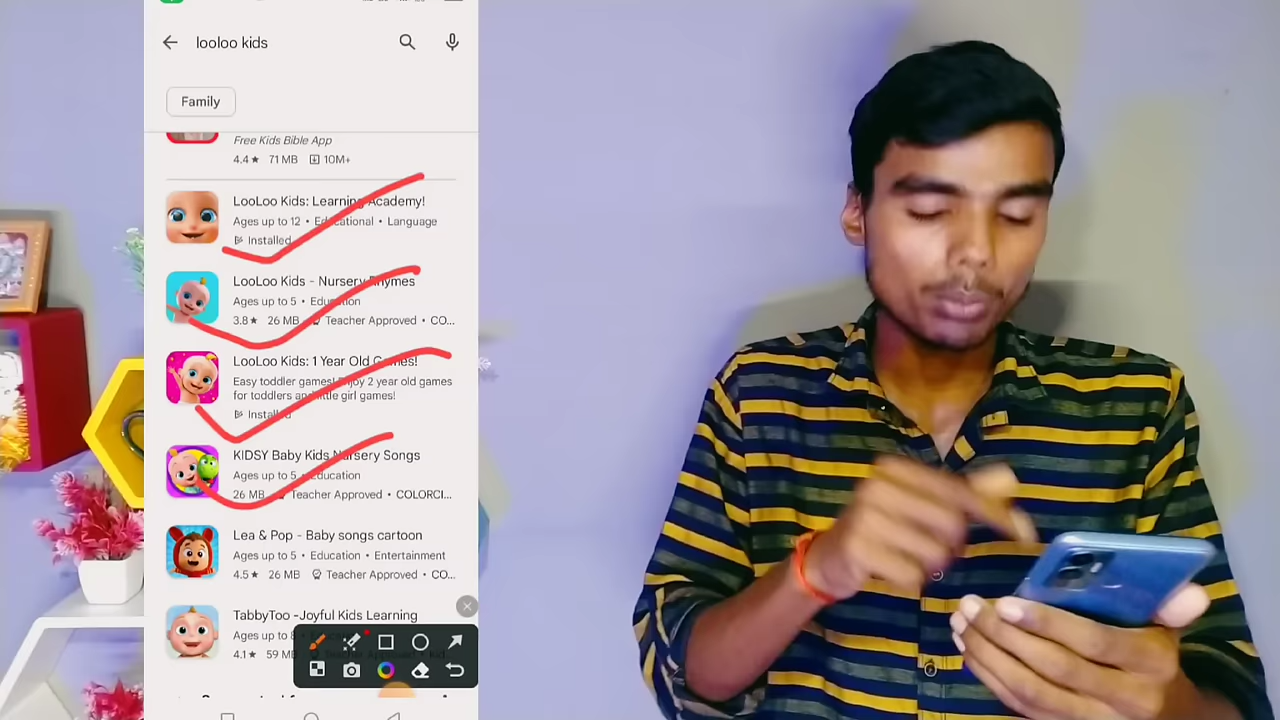 looloo kids
Family
Free Kids Bible App
4.4★ 71 MB 10M+
LooLoo Kids: Learning Academy!
Ages up to 12 • Educational • Language
Installed
LooLoo Kids - Nursery Rhymes
Ages up to 5 • Education
3.8★ 26 MB Teacher Approved • CO...
LooLoo Kids: 1 Year Old Games!
Easy toddler games! Enjoy 2 year old games
for toddlers and little girl games!
Installed
KIDSY Baby Kids Nursery Songs
Ages up to 5 • Education
26 MB Teacher Approved • COLORCI...
Lea & Pop - Baby songs cartoon
Ages up to 5 • Education • Entertainment
4.5★ 26 MB Teacher Approved • CO...
TabbyToo -Joyful Kids Learning
Ages up to
4.1★ 59 MB